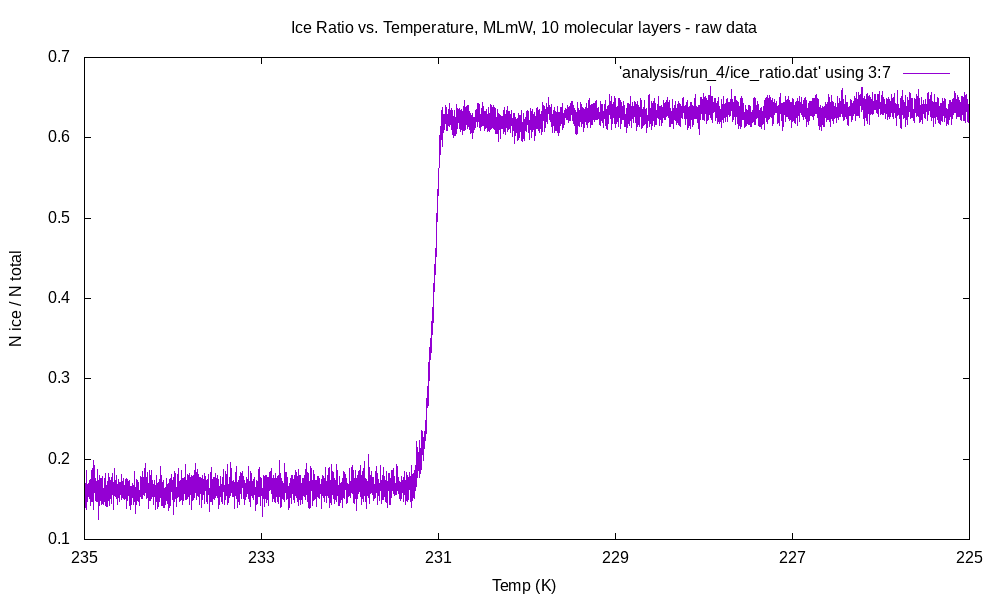 Ice Ratio vs. Temperature, MLmW, 10 molecular layers - raw data
'analysis/run_4/ice_ratio.dat' using 3:7
N ice / N total
0.7
0.6
0.5
0.4
0.3
0.2
0.1
235 233 231 229 227 225
Temp (K)